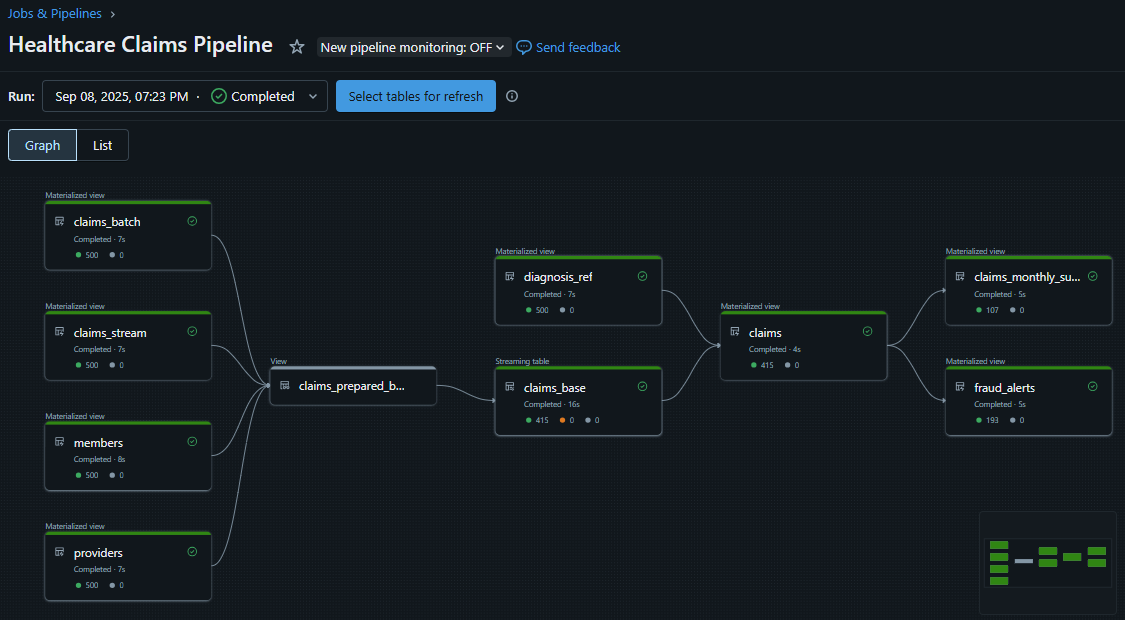 Jobs & Pipelines ›
Healthcare Claims Pipeline New pipeline monitoring: OFF Send feedback
Run: Sep 08, 2025, 07:23 PM · Completed Select tables for refresh
Graph List
Materialized view
claims_batch
Completed · 7s
500 0
Materialized view
claims_stream
Completed · 7s
500 0
Materialized view
members
Completed · 8s
500 0
Materialized view
providers
Completed · 7s
500 0
View
claims_prepared_b...
Materialized view
diagnosis_ref
Completed · 7s
500 0
Streaming table
claims_base
Completed · 16s
415 0 0
Materialized view
claims
Completed · 4s
415 0
Materialized view
claims_monthly_su...
Completed · 5s
107 0
Materialized view
fraud_alerts
Completed · 5s
193 0